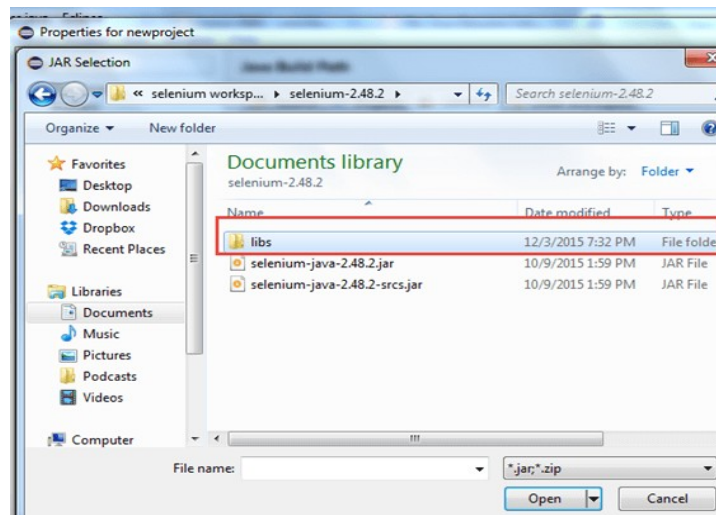 Properties for newproject
JAR Selection
Java Build Path
« selenium worksp... ▸ selenium-2.48.2 ▸
Search selenium-2.48.2
Organize
New folder
Favorites
Desktop
Downloads
Dropbox
Recent Places
Libraries
Documents
Music
Pictures
Podcasts
Videos
Computer
Documents library
selenium-2.48.2
Arrange by: Folder
Name Date modified Type
libs 12/3/2015 7:32 PM File folde
selenium-java-2.48.2.jar 10/9/2015 1:59 PM JAR File
selenium-java-2.48.2-srcs.jar 10/9/2015 1:59 PM JAR File
File name:
*.jar;*.zip
Open
Cancel